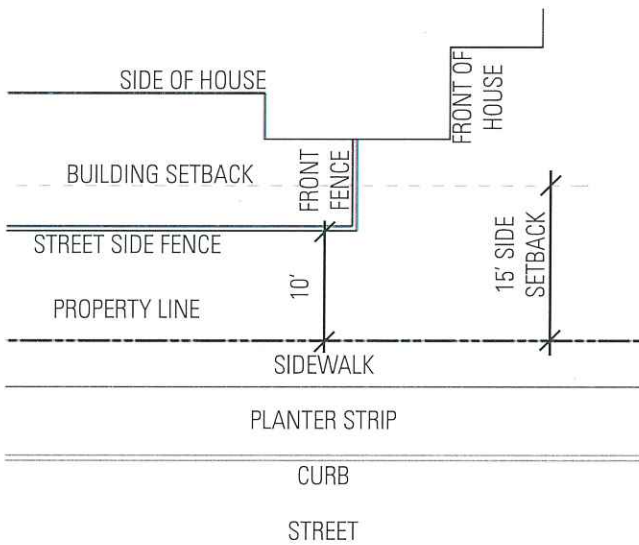 SIDE OF HOUSE
FRONT OF
HOUSE
BUILDING SETBACK
FRONT
FENCE
STREET SIDE FENCE
10'
15' SIDE
SETBACK
PROPERTY LINE
SIDEWALK
PLANTER STRIP
CURB
STREET